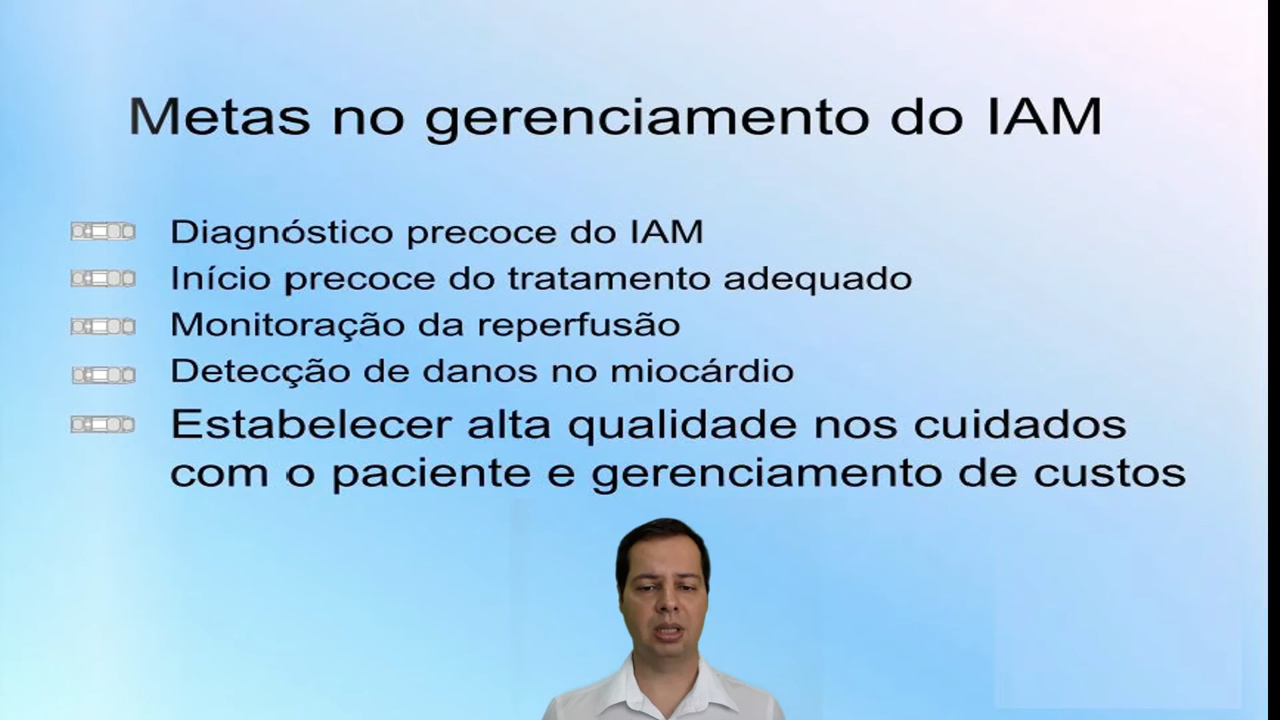 Metas no gerenciamento do IAM
Diagnóstico precoce do IAM
Início precoce do tratamento adequado
Monitoração da reperfusão
Detecção de danos no miocárdio
Estabelecer alta qualidade nos cuidados
com o paciente e gerenciamento de custos